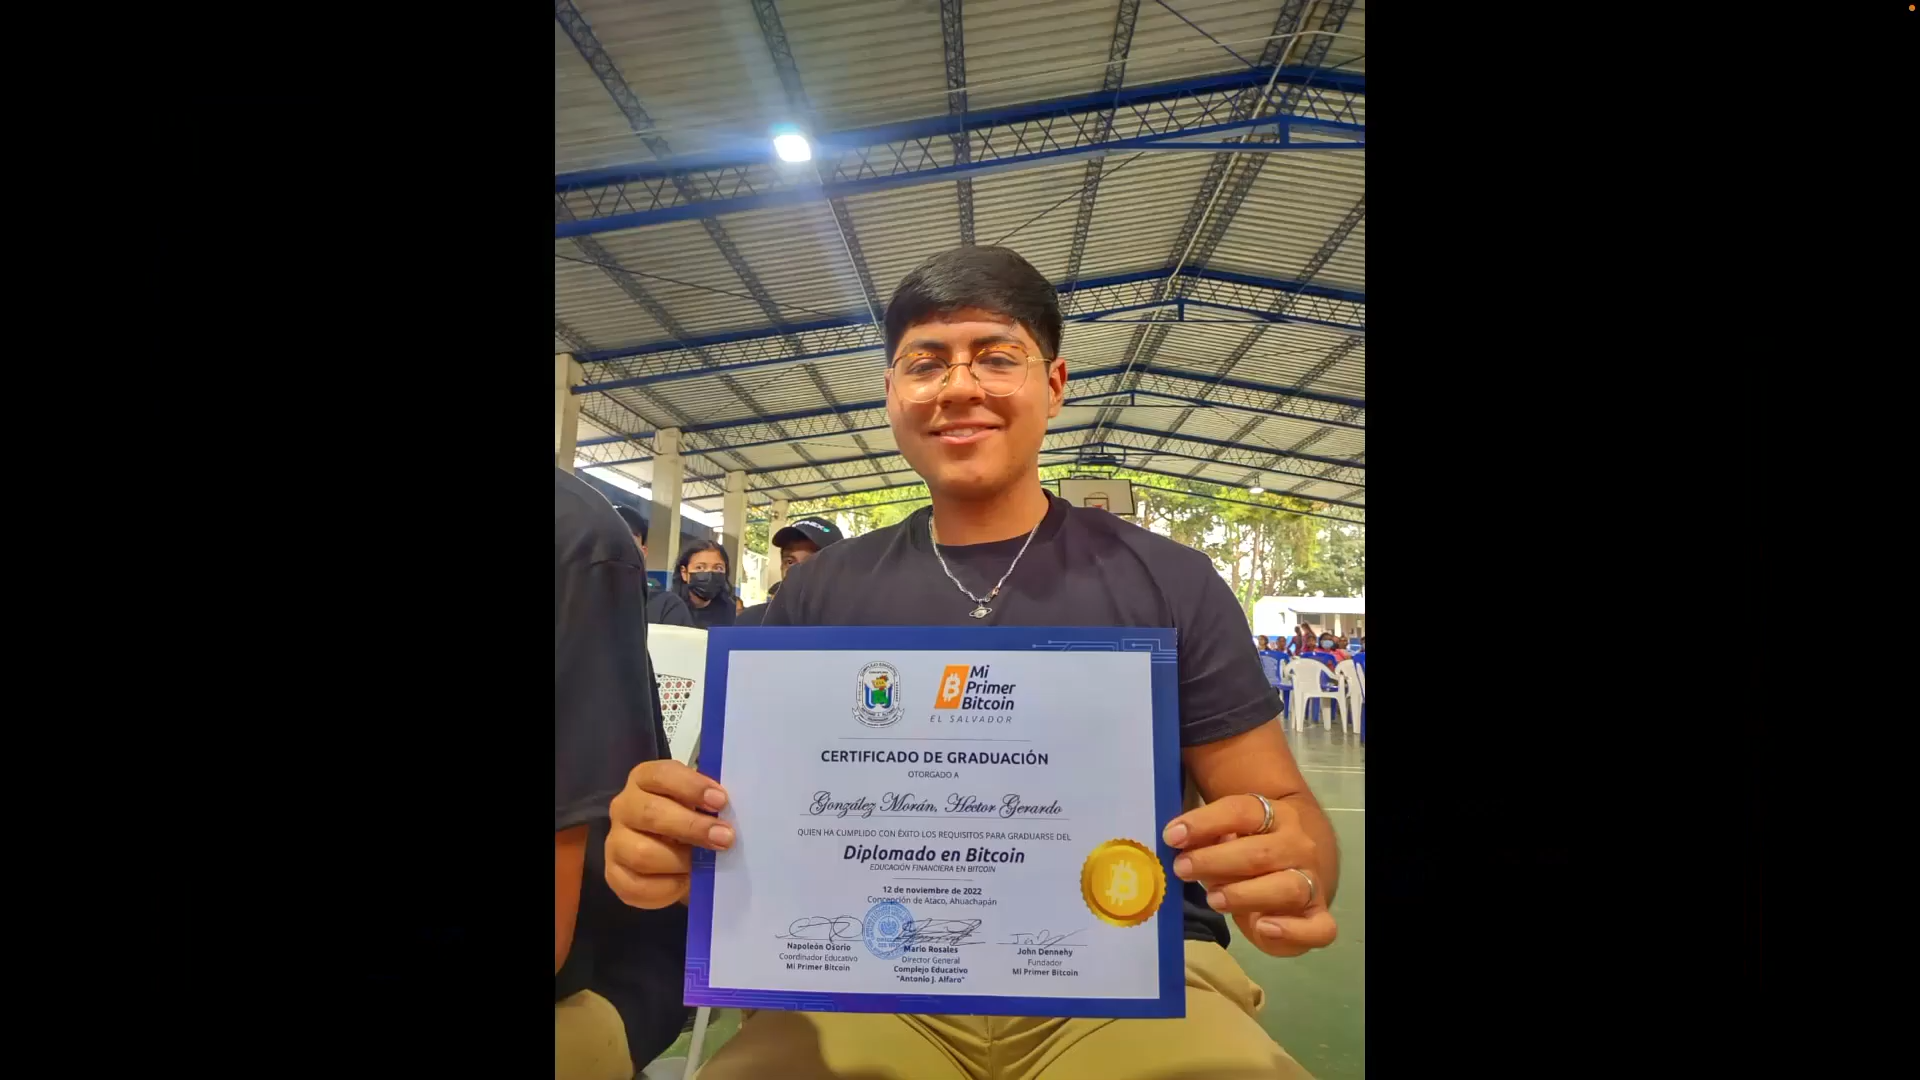 Mi
Primer
Bitcoin
EL SALVADOR
CERTIFICADO DE GRADUACIÓN
OTORGADO A
González Morán, Héctor Gerardo
QUIEN HA CUMPLIDO CON ÉXITO LOS REQUISITOS PARA GRADUARSE DEL
Diplomado en Bitcoin
EDUCACIÓN FINANCIERA EN BITCOIN
12 de noviembre de 2022
Concepción de Ataco, Ahuachapán
Napoleón Osorio
Coordinador Educativo
Mi Primer Bitcoin
Mario Rosales
Director General
Complejo Educativo
"Antonio J. Alfaro"
John Dennehy
Fundador
Mi Primer Bitcoin